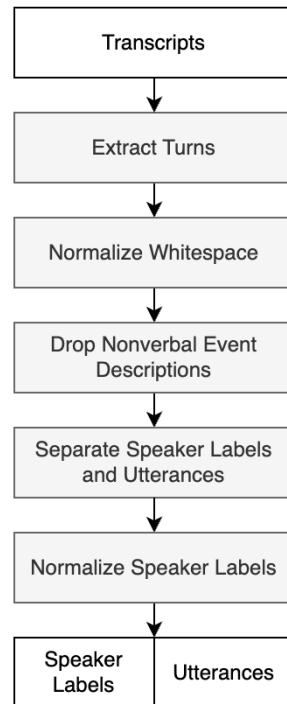 Transcripts
Extract Turns
Normalize Whitespace
Drop Nonverbal Event
Descriptions
Separate Speaker Labels
and Utterances
Normalize Speaker Labels
Speaker
Labels
Utterances